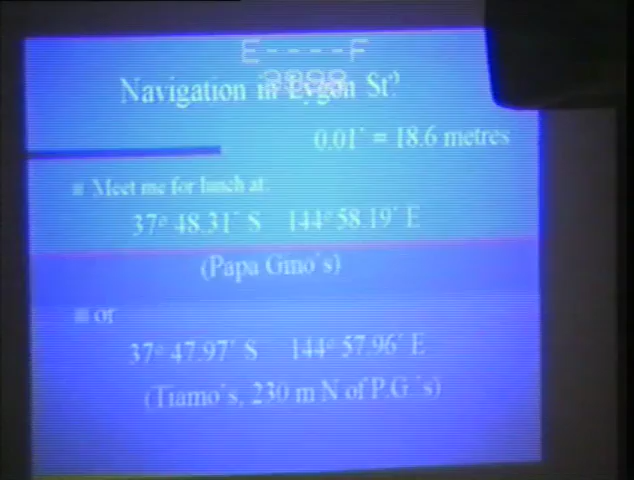 E----F
Navigation in Lygon St?
0.01´ = 18.6 metres
■ Meet me for lunch at:
37° 48.31´ S 144° 58.19´ E
(Papa Gino´s)
■ or
37° 47.97´ S 144° 57.96´ E
(Tiamo´s, 230 m N of P.G.´s)